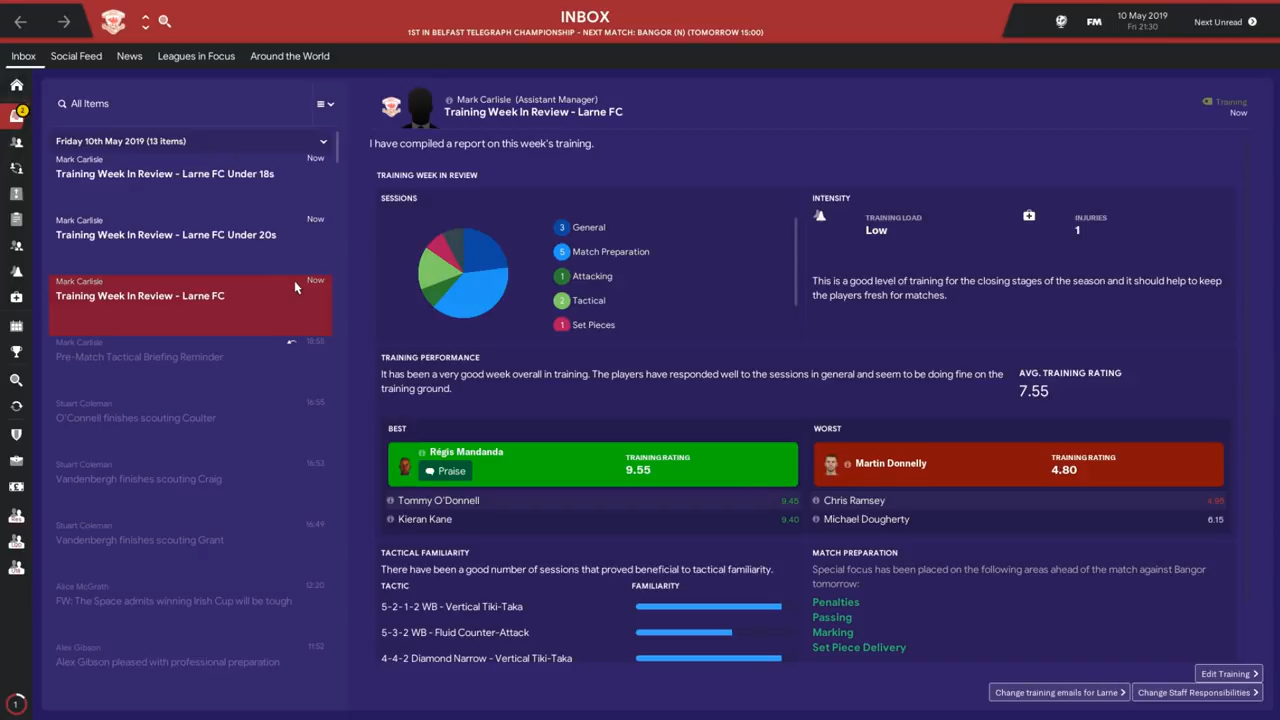 INBOX
1ST IN BELFAST TELEGRAPH CHAMPIONSHIP - NEXT MATCH: BANGOR (N) (TOMORROW 15:00)
FM
10 May 2019
Fri 21:30
Next Unread
Inbox
Social Feed
News
Leagues in Focus
Around the World
2
All Items
Friday 10th May 2019 (13 items)
Mark Carlisle
Now
Training Week In Review - Larne FC Under 18s
Mark Carlisle
Now
Training Week In Review - Larne FC Under 20s
Mark Carlisle
Now
Training Week In Review - Larne FC
Mark Carlisle
18:55
Pre-Match Tactical Briefing Reminder
Stuart Coleman
16:55
O'Connell finishes scouting Coulter
Stuart Coleman
16:53
Vandenbergh finishes scouting Craig
Stuart Coleman
16:49
Vandenbergh finishes scouting Grant
Alice McGrath
12:20
FW: The Space admits winning Irish Cup will be tough
Alex Gibson
11:52
Alex Gibson pleased with professional preparation
1
Mark Carlisle (Assistant Manager)
Training Week In Review - Larne FC
Training
Now
I have compiled a report on this week's training.
TRAINING WEEK IN REVIEW
SESSIONS
3 General
5 Match Preparation
1 Attacking
2 Tactical
1 Set Pieces
INTENSITY
TRAINING LOAD
Low
INJURIES
1
This is a good level of training for the closing stages of the season and it should help to keep
the players fresh for matches.
TRAINING PERFORMANCE
It has been a very good week overall in training. The players have responded well to the sessions in general and seem to be doing fine on the
training ground.
AVG. TRAINING RATING
7.55
BEST
Régis Mandanda
Praise
TRAINING RATING
9.55
Tommy O'Donnell
9.45
Kieran Kane
9.40
WORST
Martin Donnelly
TRAINING RATING
4.80
Chris Ramsey
4.95
Michael Dougherty
6.15
TACTICAL FAMILIARITY
There have been a good number of sessions that proved beneficial to tactical familiarity.
TACTIC
FAMILIARITY
5-2-1-2 WB - Vertical Tiki-Taka
5-3-2 WB - Fluid Counter-Attack
4-4-2 Diamond Narrow - Vertical Tiki-Taka
MATCH PREPARATION
Special focus has been placed on the following areas ahead of the match against Bangor
tomorrow:
Penalties
Passing
Marking
Set Piece Delivery
Edit Training
Change training emails for Larne
Change Staff Responsibilities